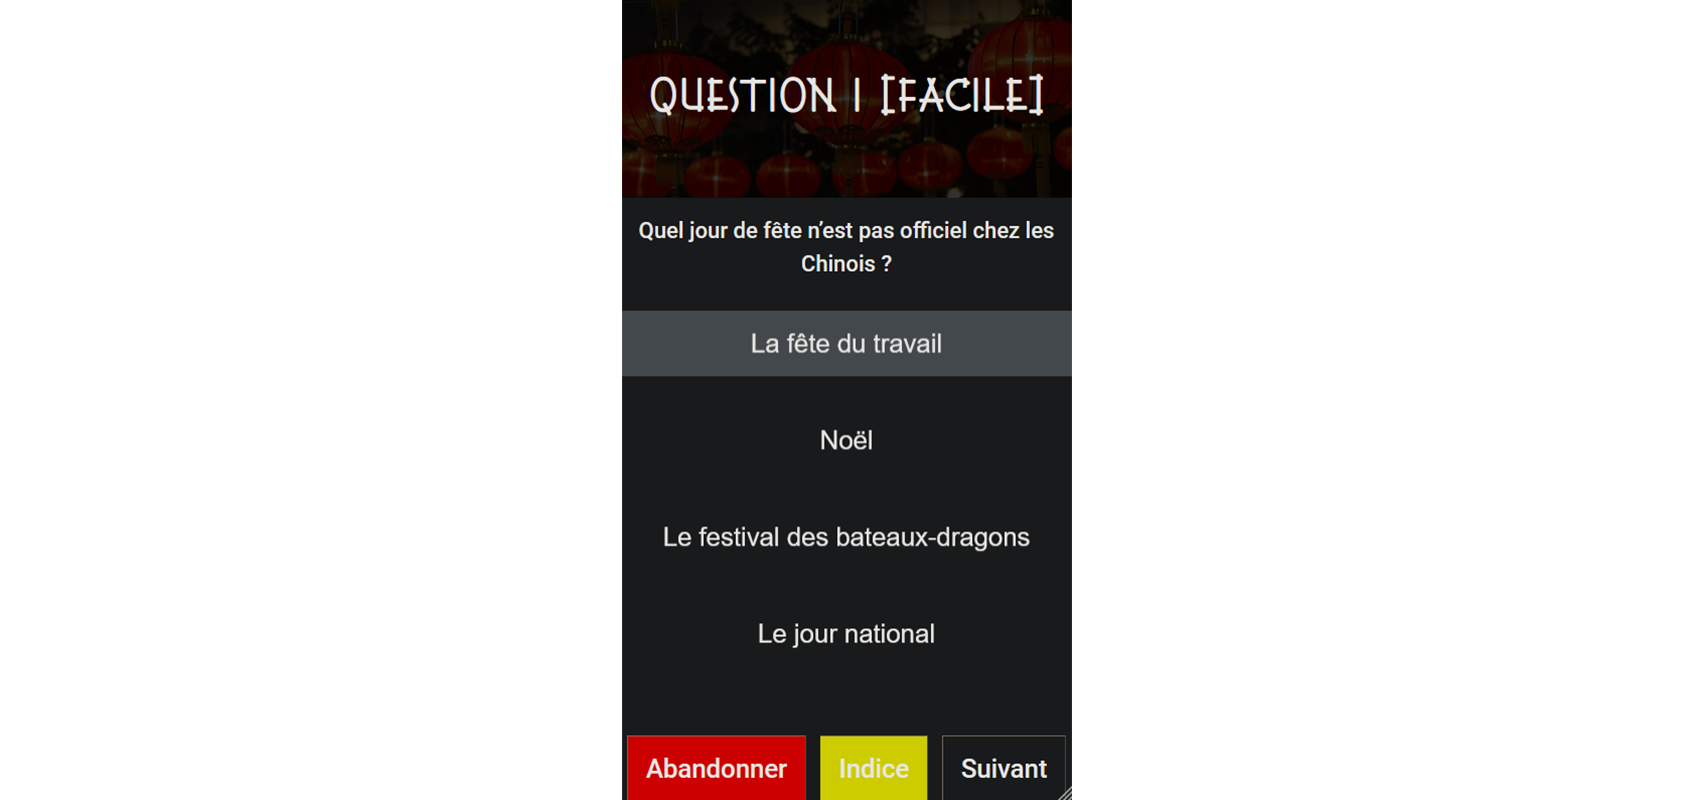 QUESTION 1 [FACILE]
Quel jour de fête n’est pas officiel chez les
Chinois ?
La fête du travail
Noël
Le festival des bateaux-dragons
Le jour national
Abandonner
Indice
Suivant